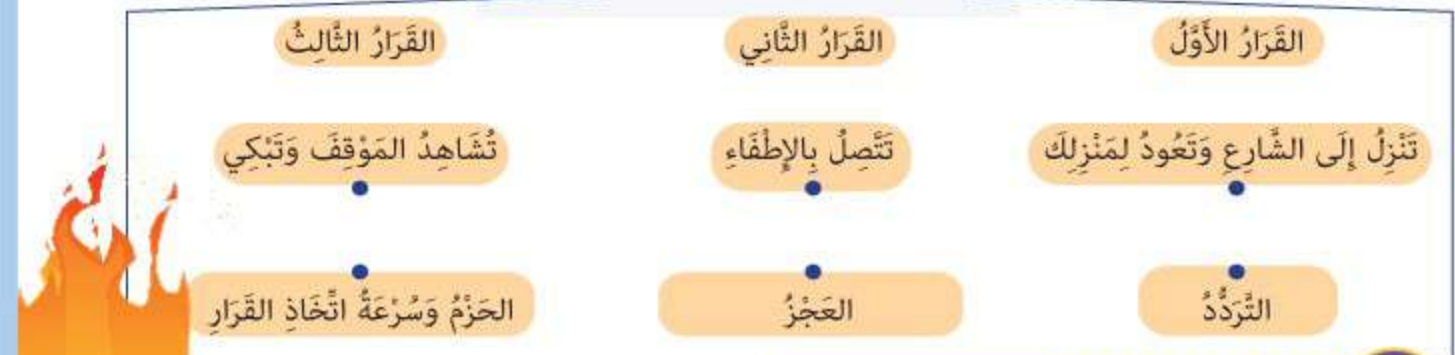 القَرَارُ الأَوَّلُ
القَرَارُ الثَّانِي
القَرَارُ الثَّالِثُ
تَنْزِلُ إِلَى الشَّارِعِ وَتَعُودُ لِمَنْزِلِكَ
تَتَّصِلُ بِالإِطْفَاءِ
تُشَاهِدُ المَوْقِفَ وَتَبْكِي
التَّرَدُّدُ
العَجْزُ
الحَزْمُ وَسُرْعَةُ اتِّخَاذِ القَرَارِ